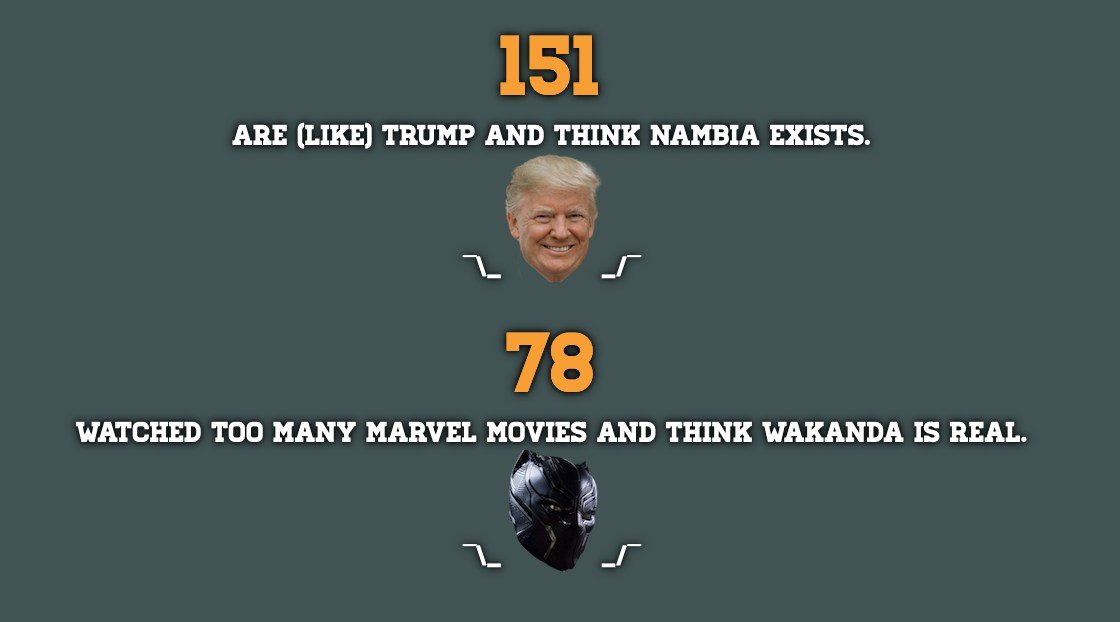 151
ARE (LIKE) TRUMP AND THINK NAMBIA EXISTS.
¯\_ _/¯
78
WATCHED TOO MANY MARVEL MOVIES AND THINK WAKANDA IS REAL.
¯\_ _/¯